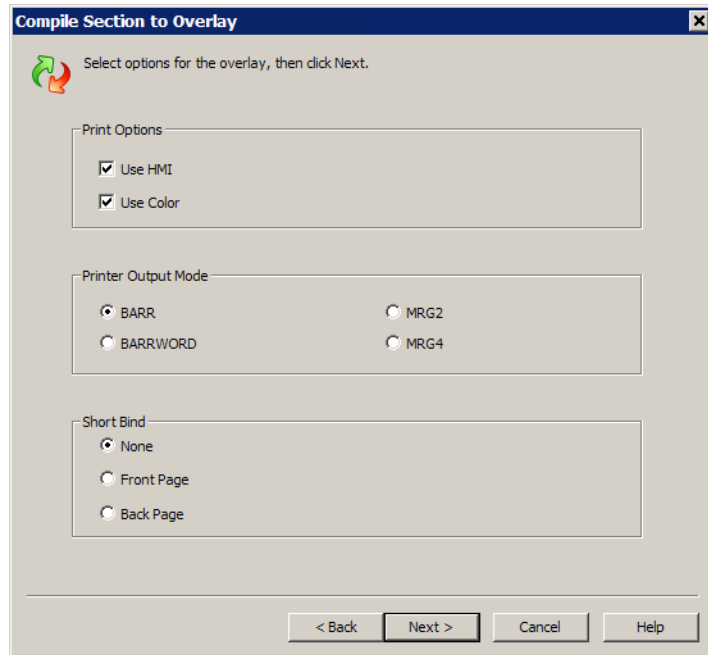 Compile Section to Overlay
Select options for the overlay, then click Next.
Print Options
Use HMI
Use Color
Printer Output Mode
BARR
MRG2
BARRWORD
MRG4
Short Bind
None
Front Page
Back Page
< Back
Next >
Cancel
Help